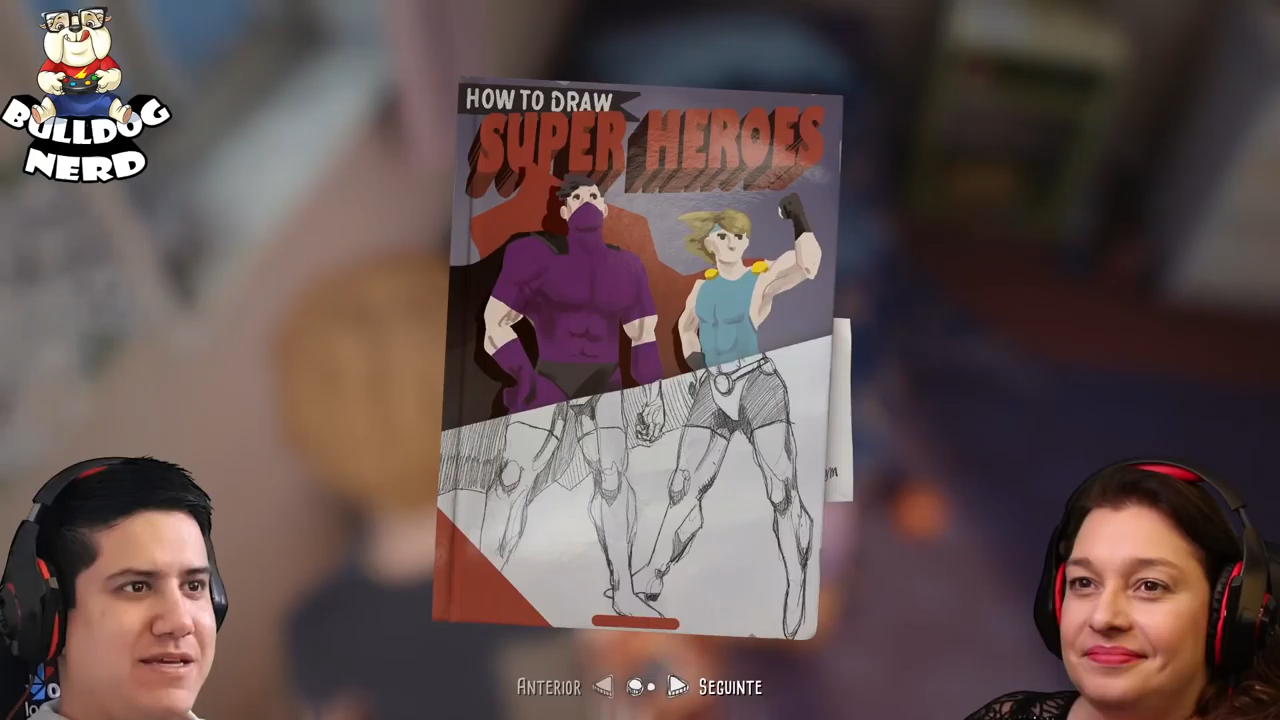 BULLDOG
NERD
HOW TO DRAW
SUPER HEROES
ANTERIOR
SEGUINTE